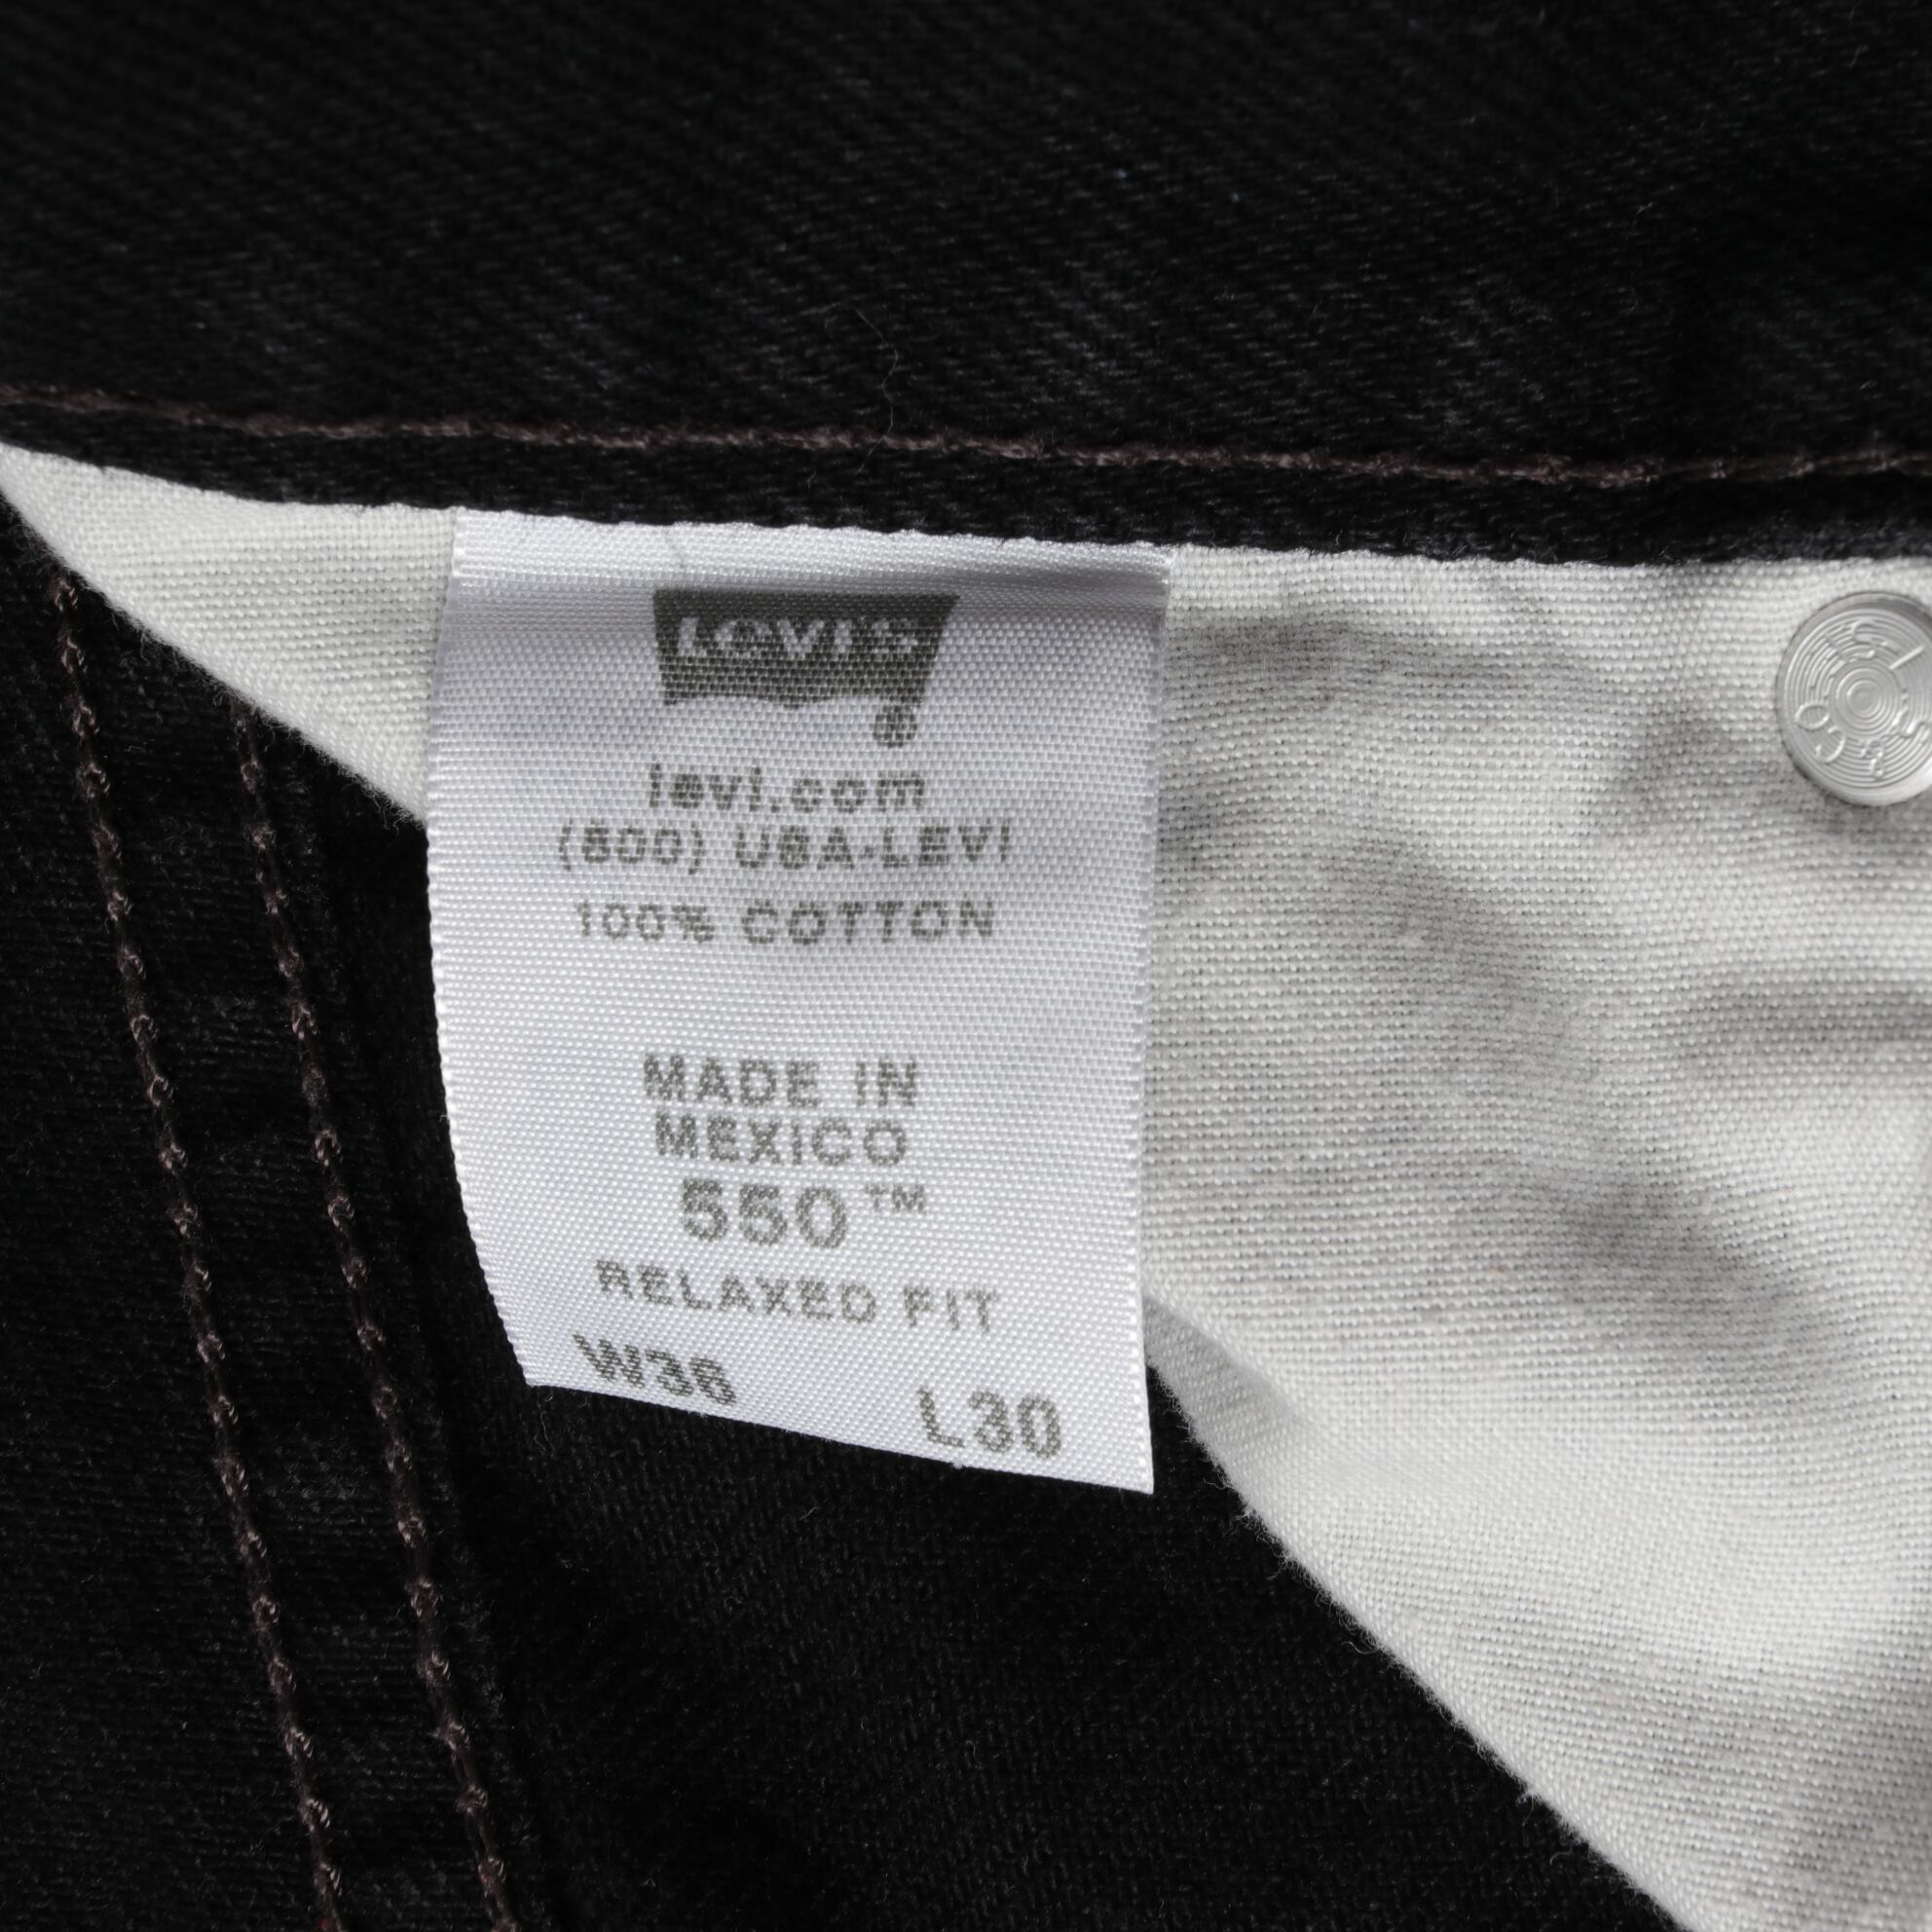 LEVI'S
®
levi.com
(800) USA-LEVI
100% COTTON
MADE IN
MEXICO
550™
RELAXED FIT
W36 L30